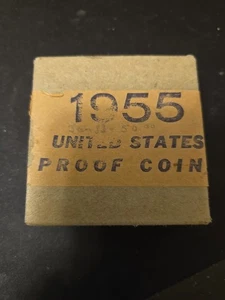 1955
UNITED STATES
PROOF COIN